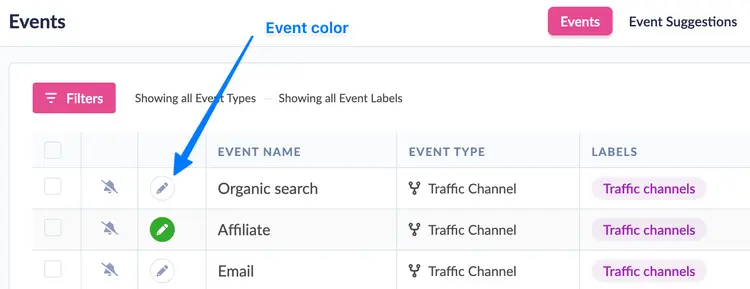 Events
Event color
Events
Event Suggestions
Filters
Showing all Event Types – Showing all Event Labels
EVENT NAME EVENT TYPE LABELS
Organic search Traffic Channel Traffic channels
Affiliate Traffic Channel Traffic channels
Email Traffic Channel Traffic channels